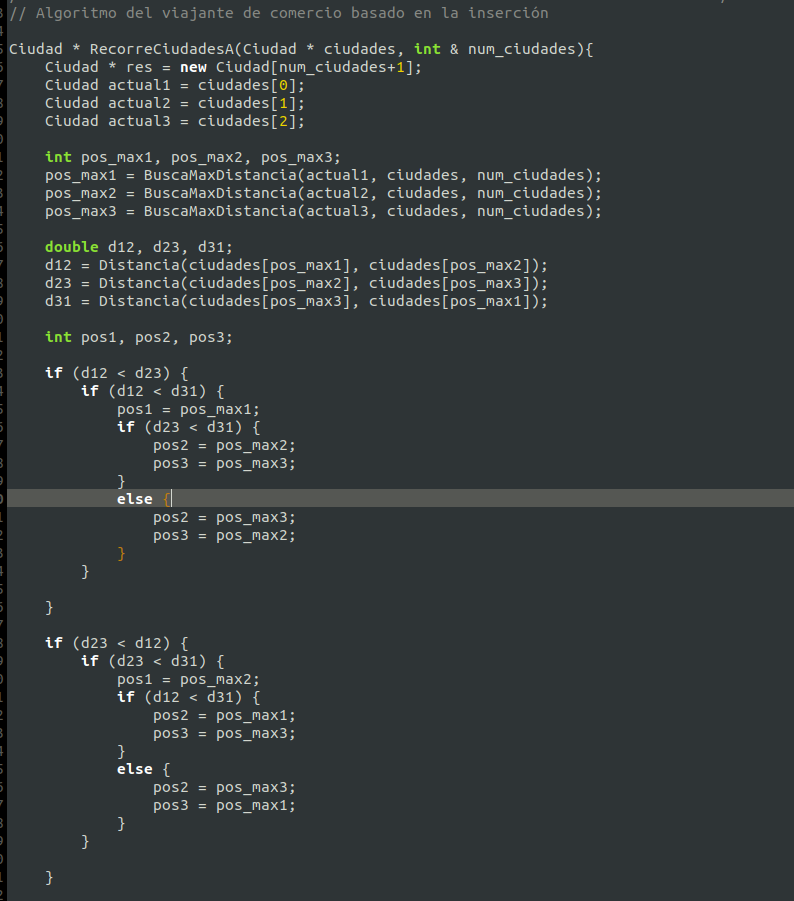 // Algoritmo del viajante de comercio basado en la inserción
Ciudad * RecorreCiudadesA(Ciudad * ciudades, int & num_ciudades){
    Ciudad * res = new Ciudad[num_ciudades+1];
    Ciudad actual1 = ciudades[0];
    Ciudad actual2 = ciudades[1];
    Ciudad actual3 = ciudades[2];
    int pos_max1, pos_max2, pos_max3;
    pos_max1 = BuscaMaxDistancia(actual1, ciudades, num_ciudades);
    pos_max2 = BuscaMaxDistancia(actual2, ciudades, num_ciudades);
    pos_max3 = BuscaMaxDistancia(actual3, ciudades, num_ciudades);
    double d12, d23, d31;
    d12 = Distancia(ciudades[pos_max1], ciudades[pos_max2]);
    d23 = Distancia(ciudades[pos_max2], ciudades[pos_max3]);
    d31 = Distancia(ciudades[pos_max3], ciudades[pos_max1]);
    int pos1, pos2, pos3;
    if (d12 < d23) {
        if (d12 < d31) {
            pos1 = pos_max1;
            if (d23 < d31) {
                pos2 = pos_max2;
                pos3 = pos_max3;
            }
            else {
                pos2 = pos_max3;
                pos3 = pos_max2;
            }
        }
    }
    if (d23 < d12) {
        if (d23 < d31) {
            pos1 = pos_max2;
            if (d12 < d31) {
                pos2 = pos_max1;
                pos3 = pos_max3;
            }
            else {
                pos2 = pos_max3;
                pos3 = pos_max1;
            }
        }
    }